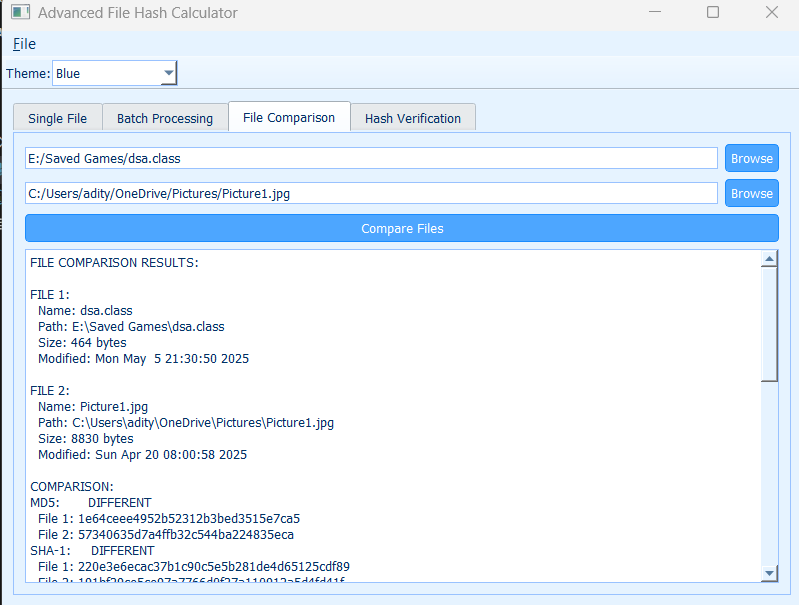 Advanced File Hash Calculator
File
Theme: Blue
Single File Batch Processing File Comparison Hash Verification
E:/Saved Games/dsa.class Browse
C:/Users/adity/OneDrive/Pictures/Picture1.jpg Browse
Compare Files
FILE COMPARISON RESULTS:
FILE 1:
Name: dsa.class
Path: E:\Saved Games\dsa.class
Size: 464 bytes
Modified: Mon May  5 21:30:50 2025
FILE 2:
Name: Picture1.jpg
Path: C:\Users\adity\OneDrive\Pictures\Picture1.jpg
Size: 8830 bytes
Modified: Sun Apr 20 08:00:58 2025
COMPARISON:
MD5: DIFFERENT
File 1: 1e64ceee4952b52312b3bed3515e7ca5
File 2: 57340635d7a4ffb32c544ba224835eca
SHA-1: DIFFERENT
File 1: 220e3e6ecac37b1c90c5e5b281de4d65125cdf89
File 2: